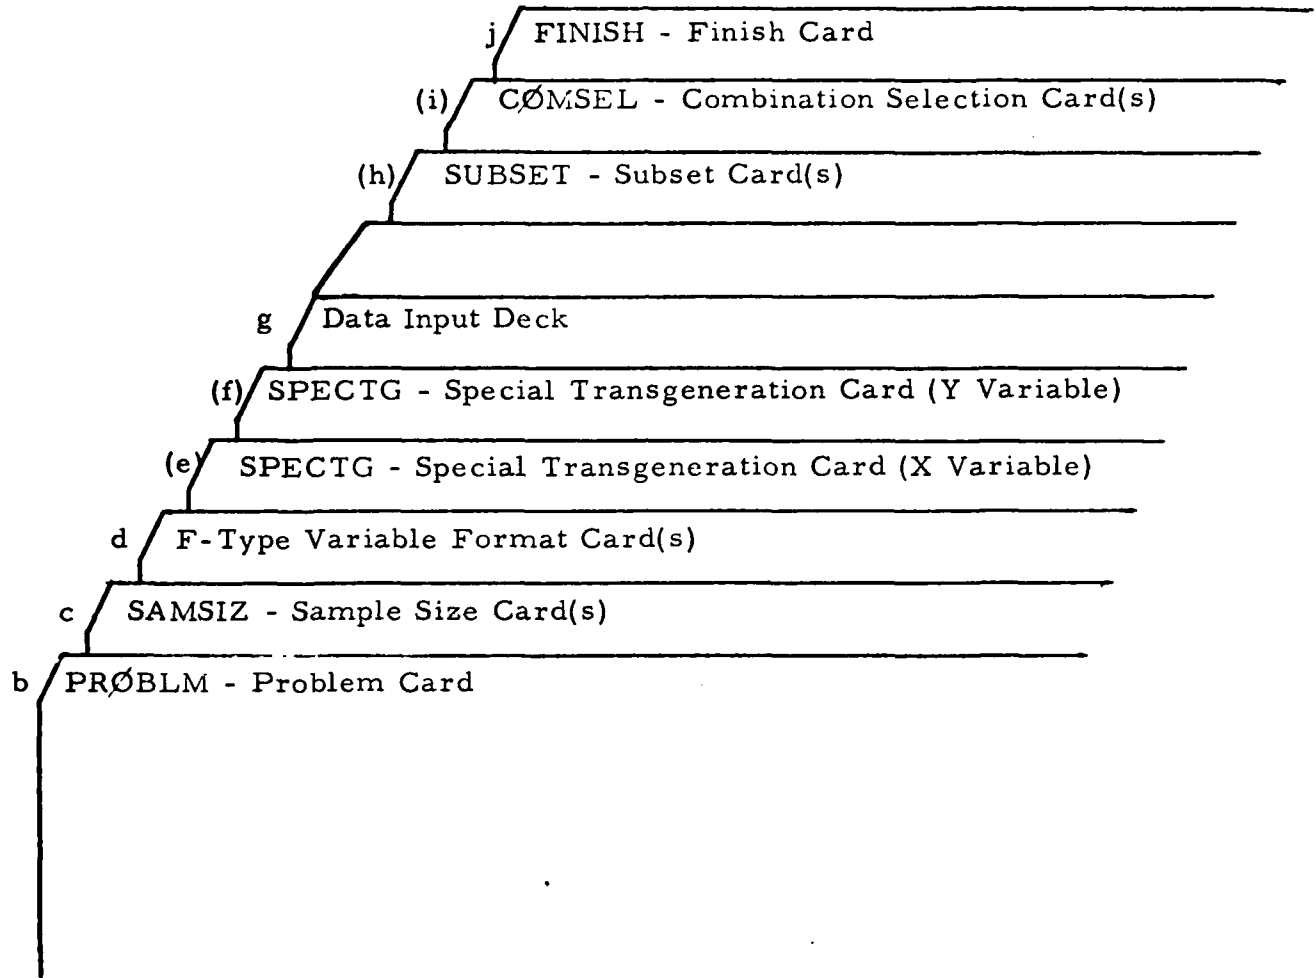 j FINISH - Finish Card
(i) CØMSEL - Combination Selection Card(s)
(h) SUBSET - Subset Card(s)
g Data Input Deck
(f) SPECTG - Special Transgeneration Card (Y Variable)
(e) SPECTG - Special Transgeneration Card (X Variable)
d F-Type Variable Format Card(s)
c SAMSIZ - Sample Size Card(s)
b PRØBLM - Problem Card